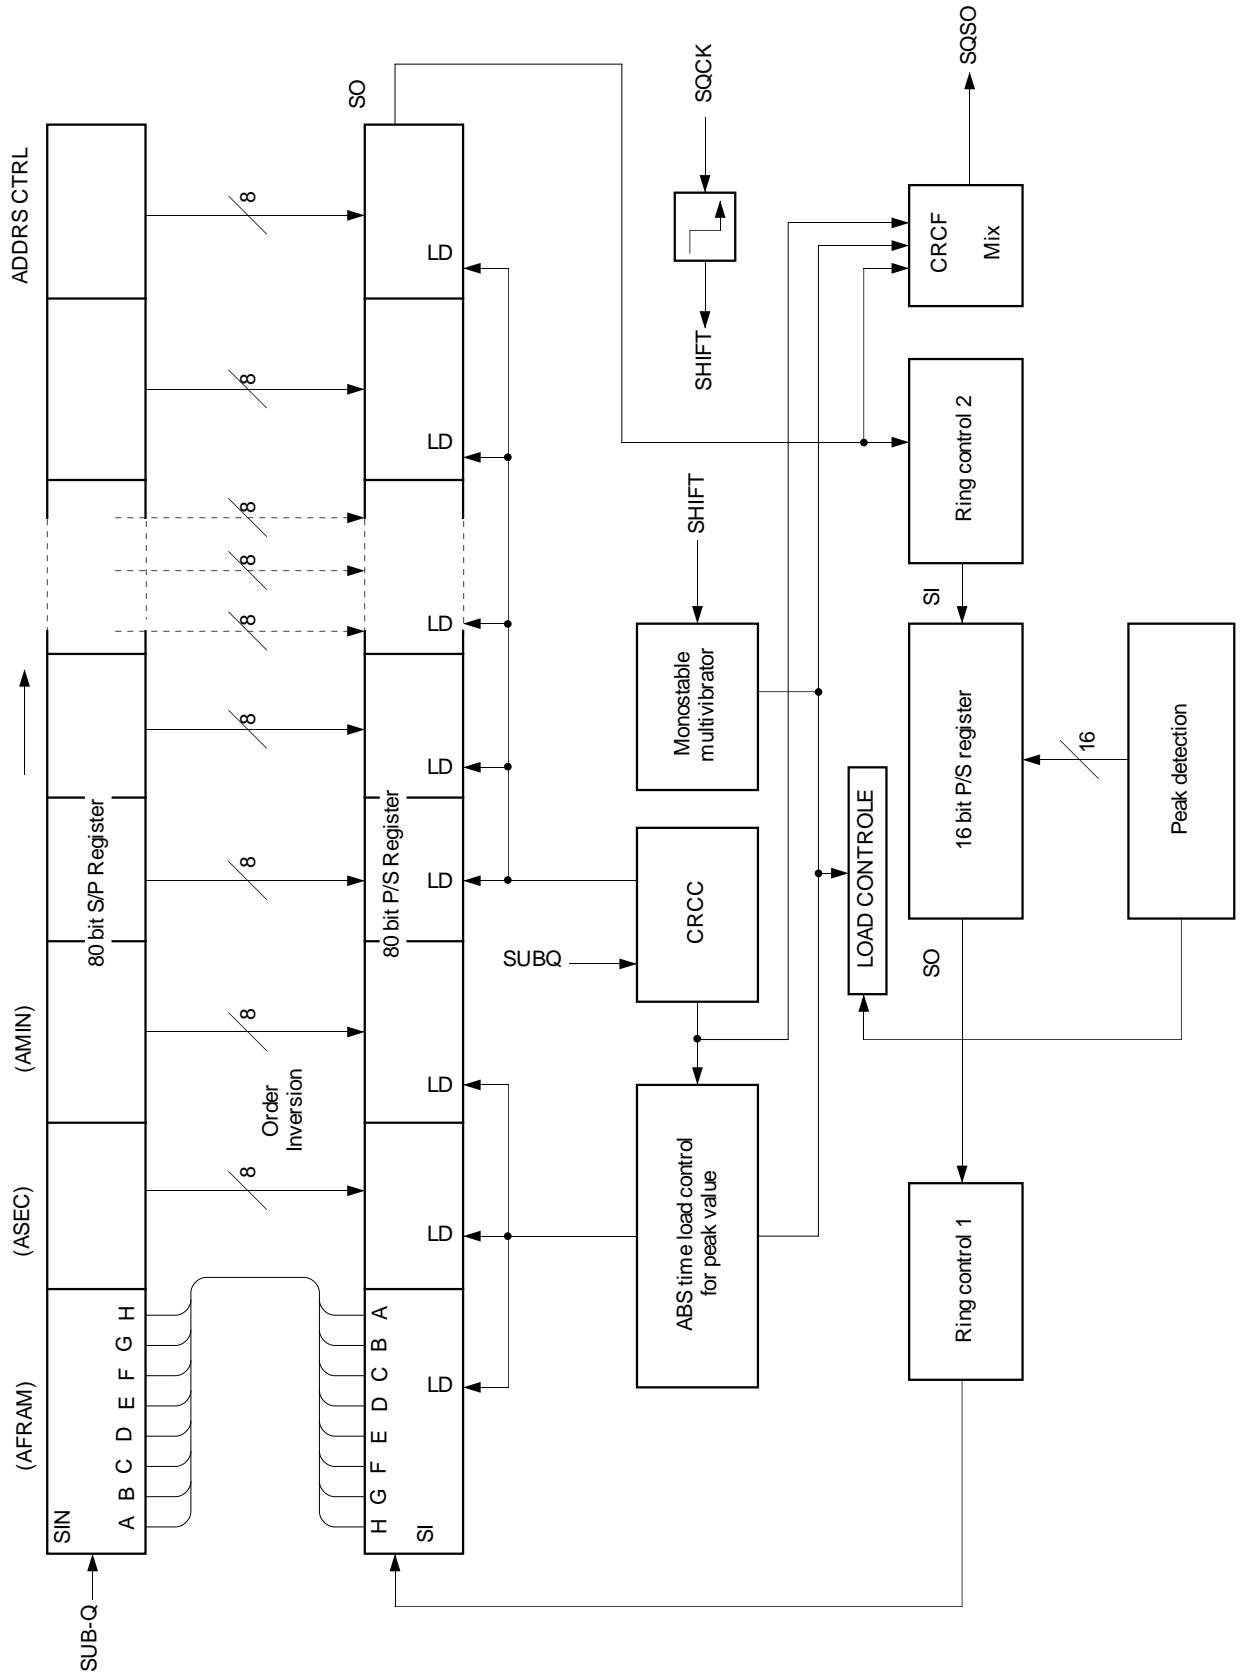 ADDRS CTRL
(AMIN)
(ASEC)
(AFRAM)
SUB-Q
SIN
A B C D E F G H
80 bit S/P Register
8
8
8
8
8
8
8
8
8
Order
Inversion
SO
80 bit P/S Register
H G F E D C B A
SI
LD
LD
LD
LD
LD
LD
LD
LD
SUBQ
CRCC
ABS time load control
for peak value
Monostable
multivibrator
SHIFT
SHIFT
SQCK
LOAD CONTROLE
CRCF
Mix
SQSO
Ring control 2
SI
16 bit P/S register
SO
Ring control 1
16
Peak detection